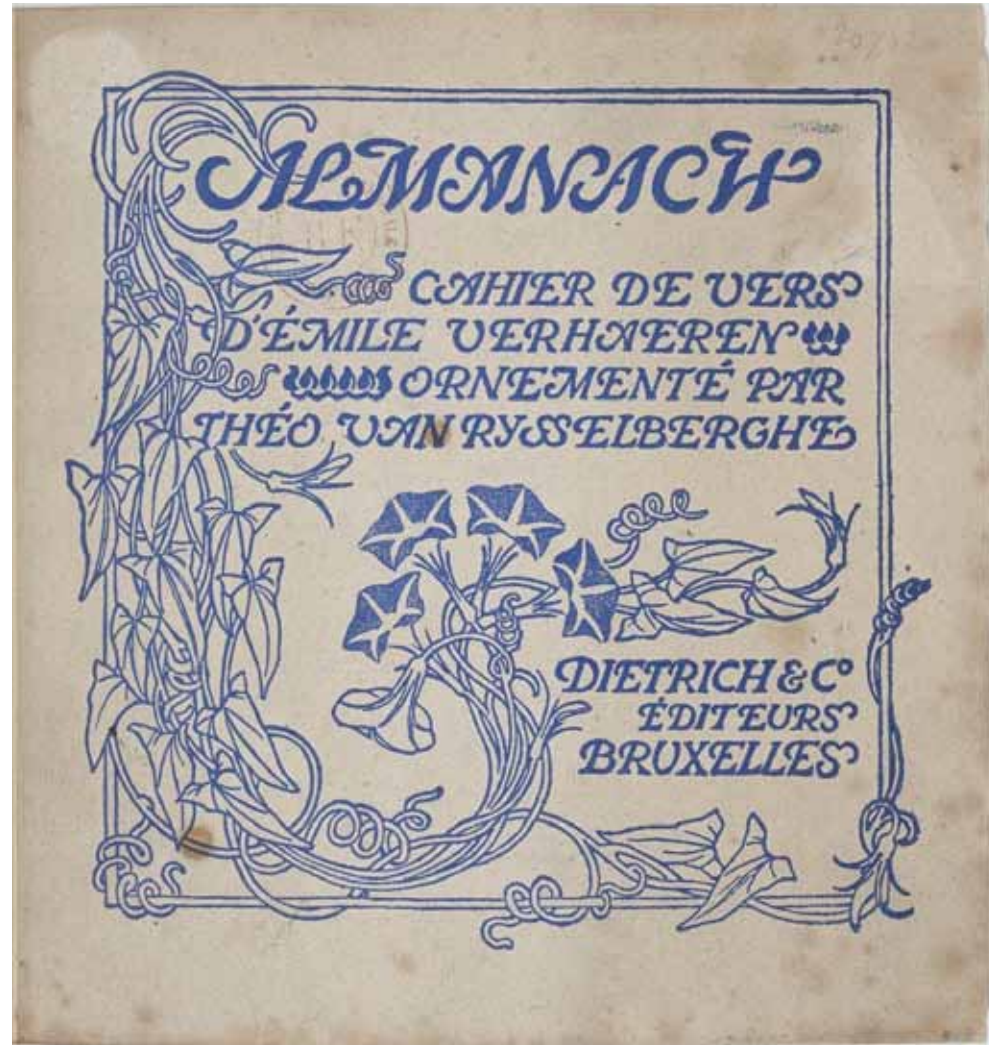 ALMANACH
CAHIER DE VERS
D'ÉMILE VERHAEREN
ORNEMENTÉ PAR
THÉO VAN RYSSELBERGHE
DIETRICH & Cº
ÉDITEURS
BRUXELLES